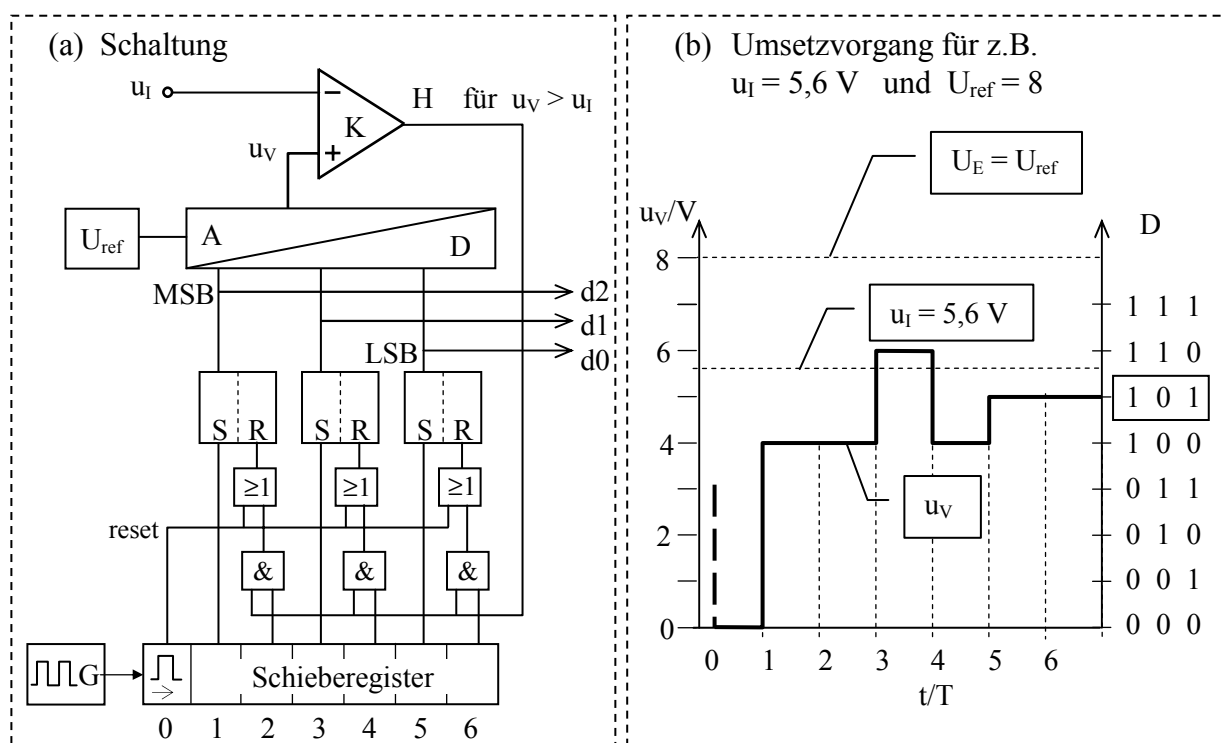 (a) Schaltung
u_I
−
K
+
H für u_V > u_I
u_V
U_ref
A
D
MSB
d2
d1
LSB
d0
S R S R S R
≥1 ≥1 ≥1
reset
& & &
G
Schieberegister
0 1 2 3 4 5 6
(b) Umsetzvorgang für z.B.
u_I = 5,6 V und U_ref = 8
U_E = U_ref
u_V/V
D
8
u_I = 5,6 V
1 1 1
6
1 1 0
1 0 1
4
1 0 0
u_V
0 1 1
2
0 1 0
0 0 1
0
0 0 0
0 1 2 3 4 5 6
t/T